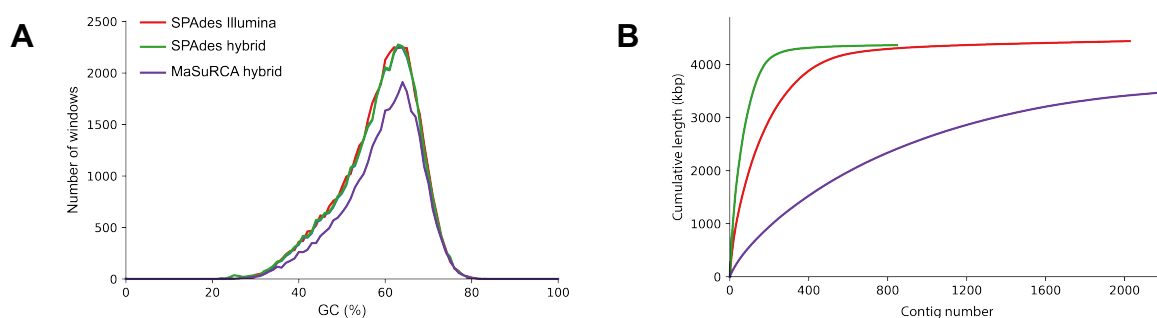 A
SPAdes Illumina
SPAdes hybrid
MaSuRCA hybrid
Number of windows
2500
2000
1500
1000
500
0
0 20 40 60 80 100
GC (%)
B
Cumulative length (kbp)
4000
3000
2000
1000
0
0 400 800 1200 1600 2000
Contig number